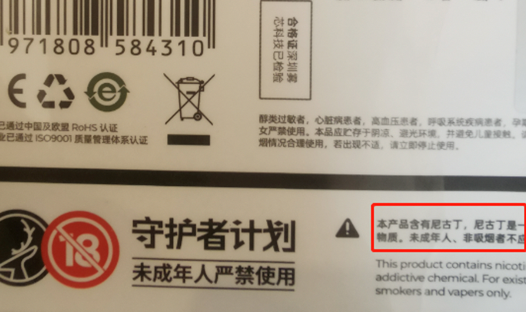 971808 584310
合格证深圳雾
芯科技已检验
已通过中国及欧盟 RoHS 认证
业已通过 ISO9001 质量管理体系认证
醇类过敏者，心脏病患者，高血压患者，呼吸系统疾病患者，孕
女严禁使用。本品应贮存于阴凉、避光环境，并避免儿童接触，
烟情况合理使用，若出现不适，请立即停止使用。
18
守护者计划
未成年人严禁使用
本产品含有尼古丁，尼古丁是一
物质。未成年人、非吸烟者不应
This product contains nicoti
addictive chemical. For exist
smokers and vapers only.